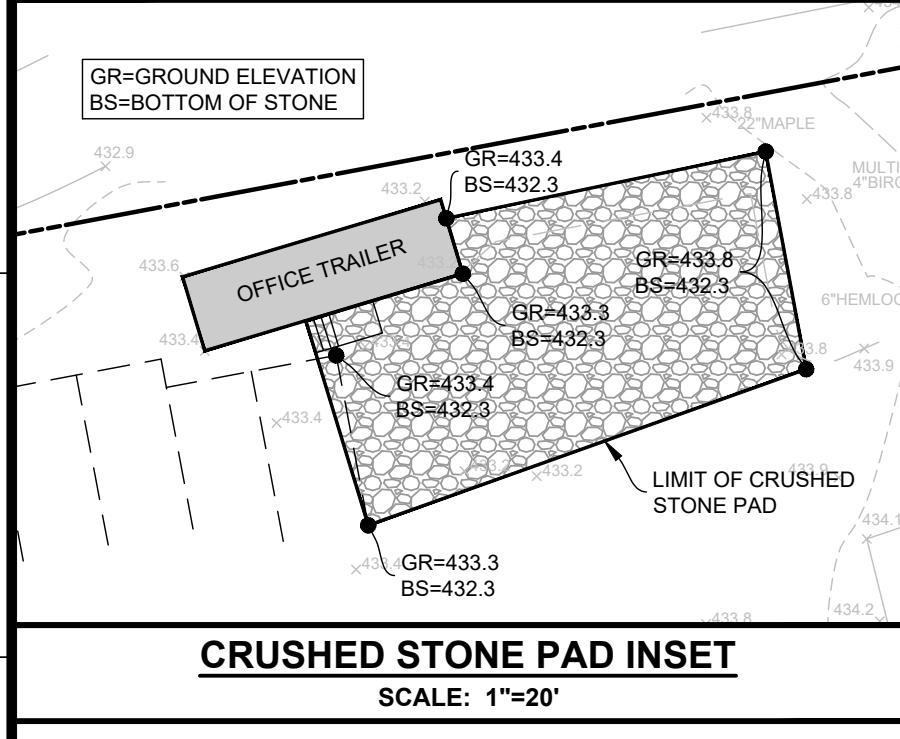 GR=GROUND ELEVATION
BS=BOTTOM OF STONE
432.9
433.8
22"MAPLE
GR=433.4
BS=432.3
433.2
433.8
433.6
OFFICE TRAILER
GR=433.8
BS=432.3
6"HEMLOC
GR=433.3
BS=432.3
433.4
433.9
GR=433.4
BS=432.3
433.4
433.2
433.2
433.9
LIMIT OF CRUSHED
STONE PAD
434.1
433.4
GR=433.3
BS=432.3
434.2
433.8
CRUSHED STONE PAD INSET
SCALE: 1"=20'